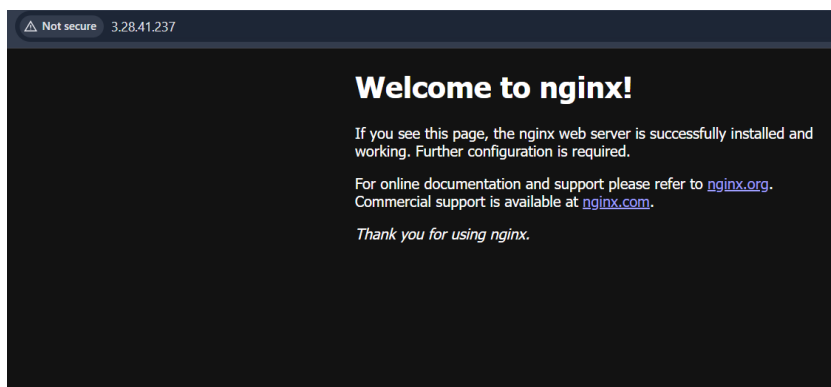 Not secure 3.28.41.237
Welcome to nginx!
If you see this page, the nginx web server is successfully installed and
working. Further configuration is required.
For online documentation and support please refer to nginx.org.
Commercial support is available at nginx.com.
Thank you for using nginx.